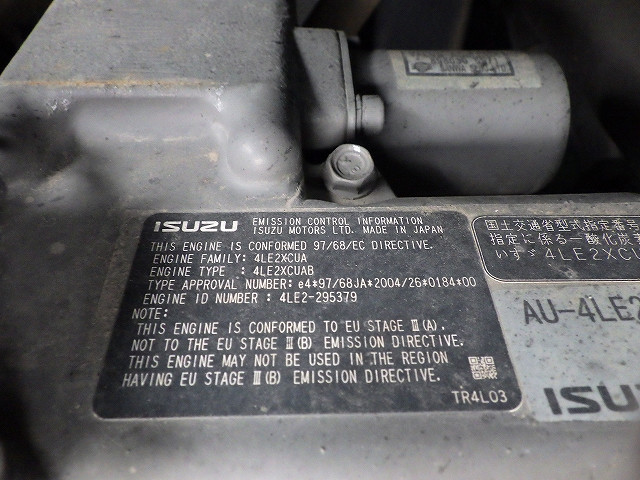 ISUZU EMISSION CONTROL INFORMATION
ISUZU MOTORS LTD. MADE IN JAPAN
THIS ENGINE IS CONFORMED 97/68/EC DIRECTIVE.
ENGINE FAMILY: 4LE2XCUA
ENGINE TYPE : 4LE2XCUAB
TYPE APPROVAL NUMBER: e4*97/68JA*2004/26*0184*00
ENGINE ID NUMBER : 4LE2-295379
NOTE:
THIS ENGINE IS CONFORMED TO EU STAGE Ⅲ(A).
NOT TO THE EU STAGE Ⅲ(B) EMISSION DIRECTIVE.
THIS ENGINE MAY NOT BE USED IN THE REGION
HAVING EU STAGE Ⅲ(B) EMISSION DIRECTIVE.
TR4L03
国土交通省型式指定番号
指定に係る一酸化炭
いすゞ 4LE2XCU
AU-4LE2
ISUZ